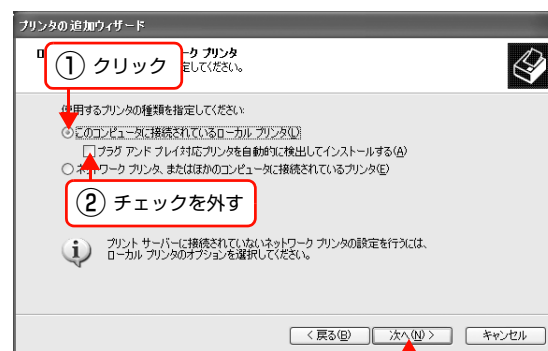 プリンタの追加ウィザード
ーク プリンタ
定してください。
① クリック
使用するプリンタの種類を指定してください:
このコンピュータに接続されているローカル プリンタ(L)
プラグ アンド プレイ対応プリンタを自動的に検出してインストールする(A)
ネットワーク プリンタ、またはほかのコンピュータに接続されているプリンタ(E)
② チェックを外す
プリント サーバーに接続されていないネットワーク プリンタの設定を行うには、
ローカル プリンタのオプションを選択してください。
< 戻る(B)
次へ(N) >
キャンセル